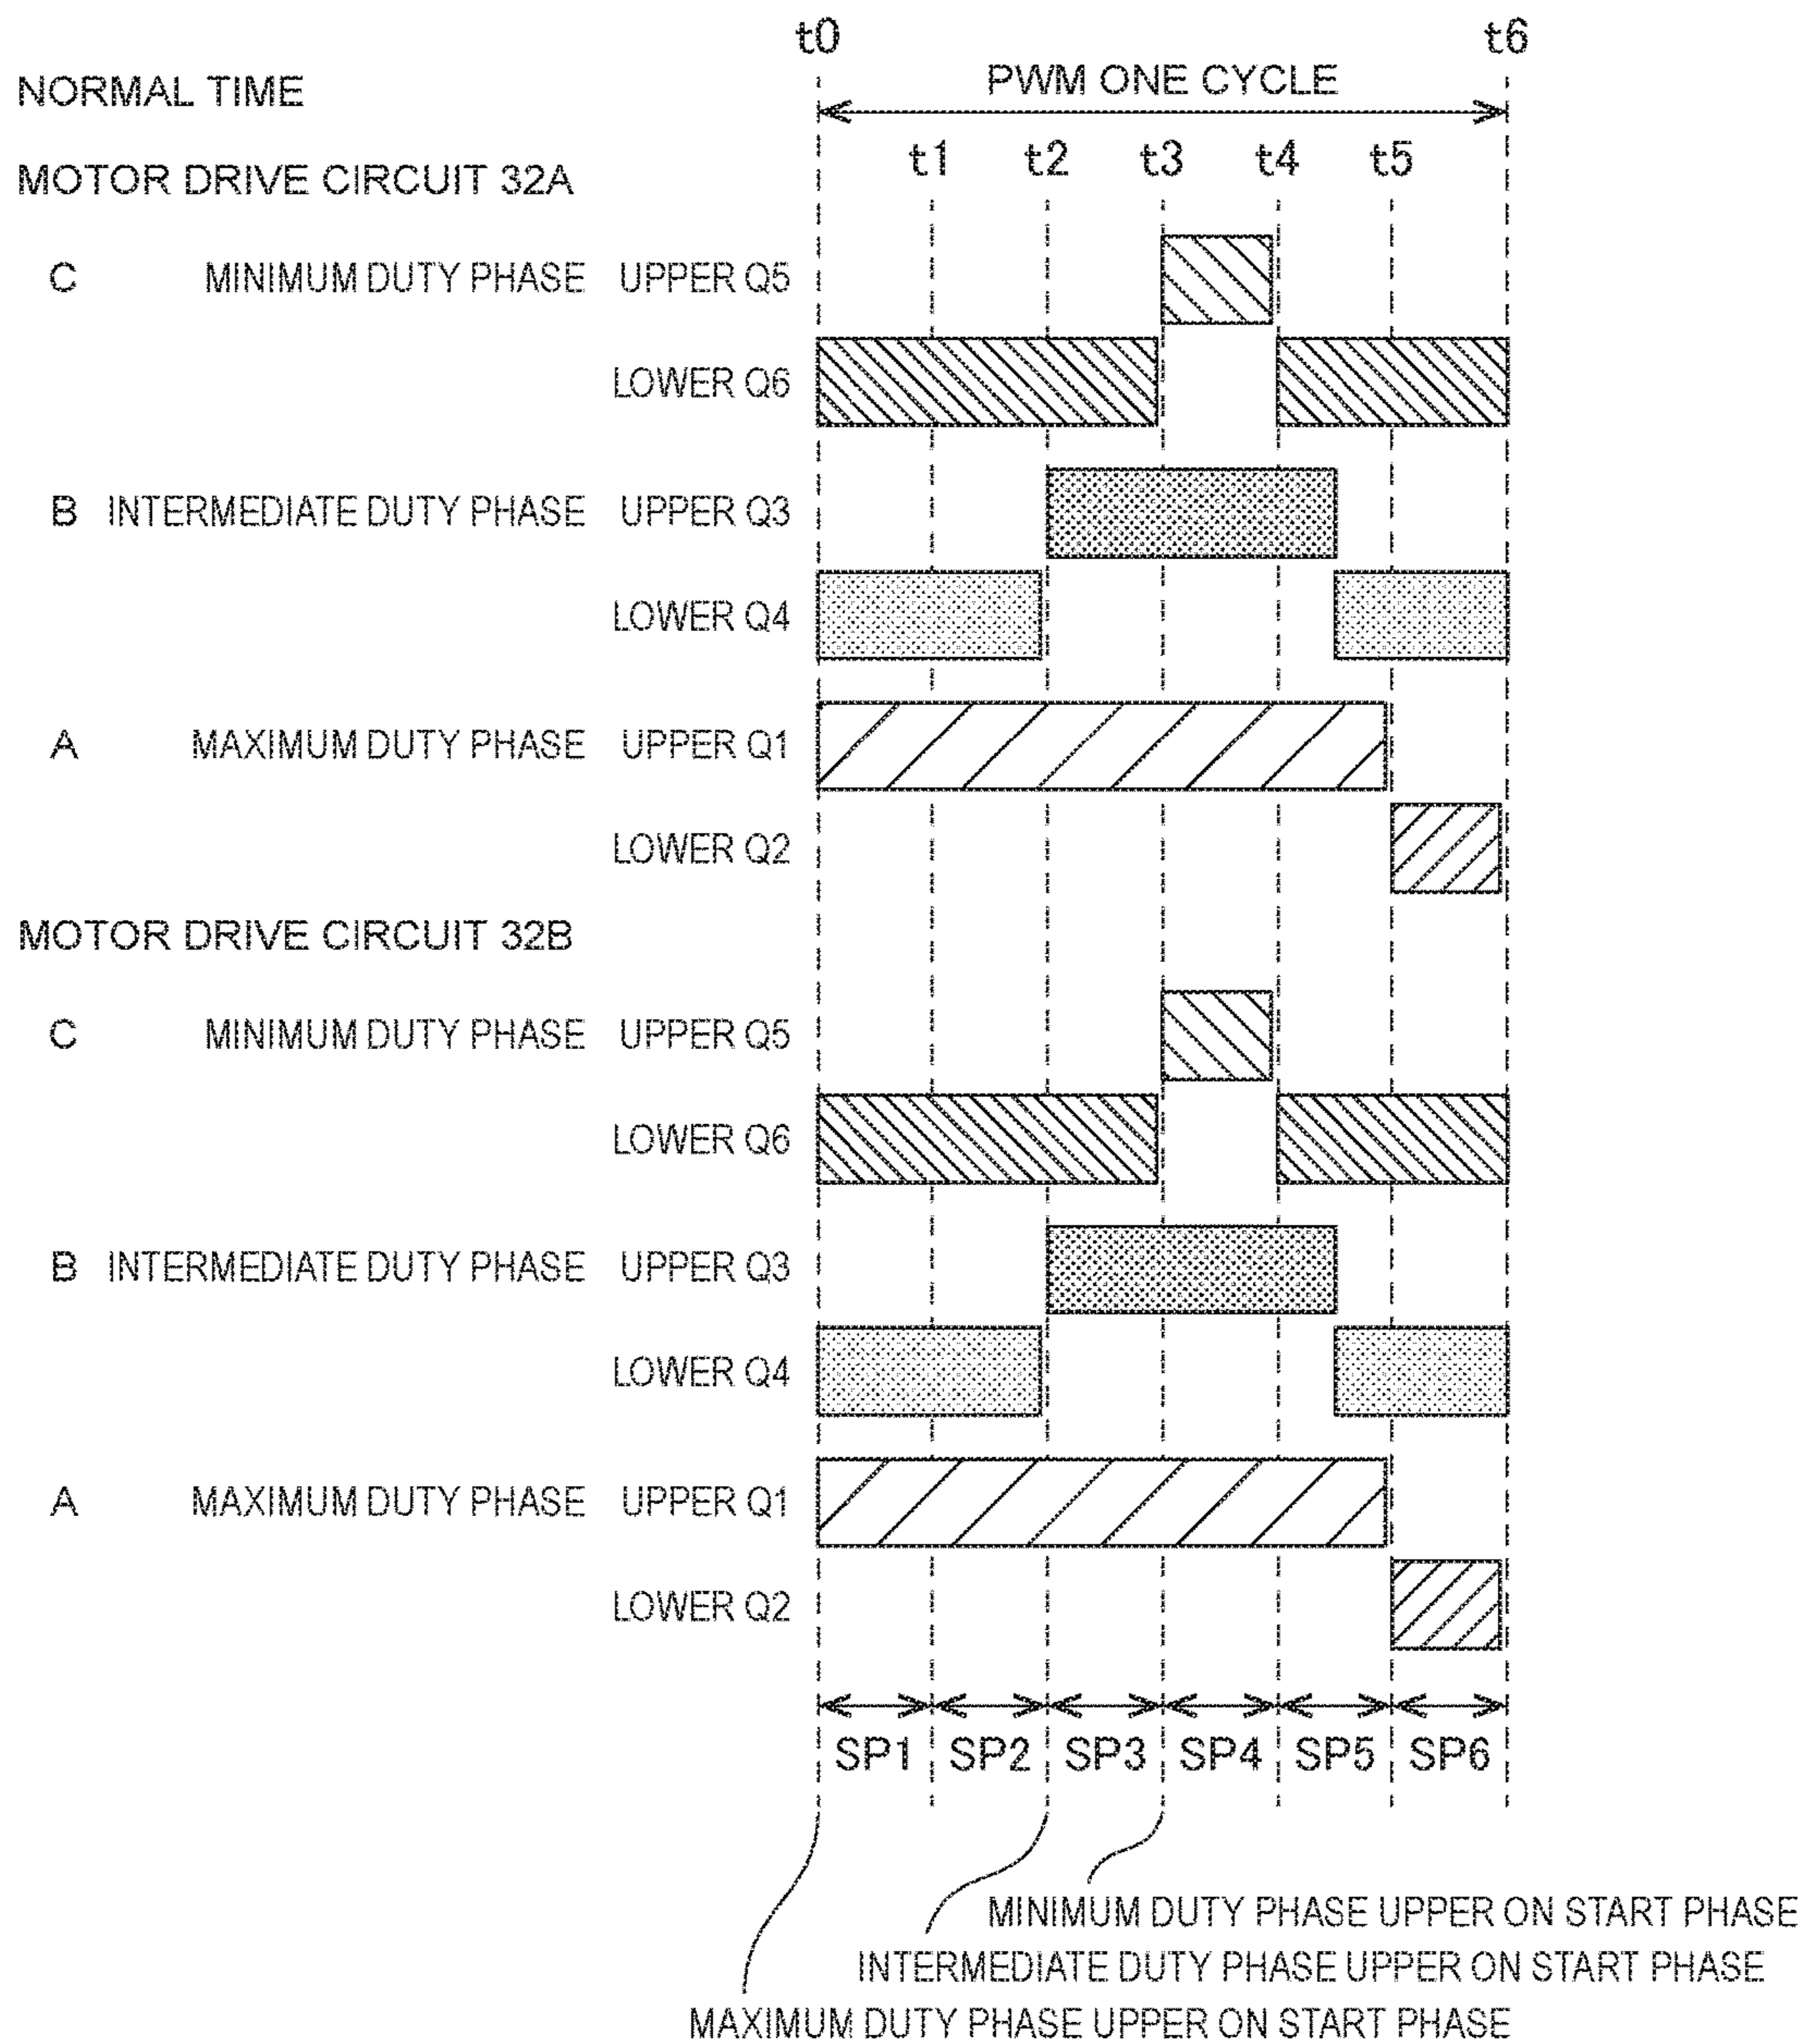 t0 t6
NORMAL TIME PWM ONE CYCLE
t1 t2 t3 t4 t5
MOTOR DRIVE CIRCUIT 32A
C MINIMUM DUTY PHASE UPPER Q5
LOWER Q6
B INTERMEDIATE DUTY PHASE UPPER Q3
LOWER Q4
A MAXIMUM DUTY PHASE UPPER Q1
LOWER Q2
MOTOR DRIVE CIRCUIT 32B
C MINIMUM DUTY PHASE UPPER Q5
LOWER Q6
B INTERMEDIATE DUTY PHASE UPPER Q3
LOWER Q4
A MAXIMUM DUTY PHASE UPPER Q1
LOWER Q2
SP1 SP2 SP3 SP4 SP5 SP6
MINIMUM DUTY PHASE UPPER ON START PHASE
INTERMEDIATE DUTY PHASE UPPER ON START PHASE
MAXIMUM DUTY PHASE UPPER ON START PHASE